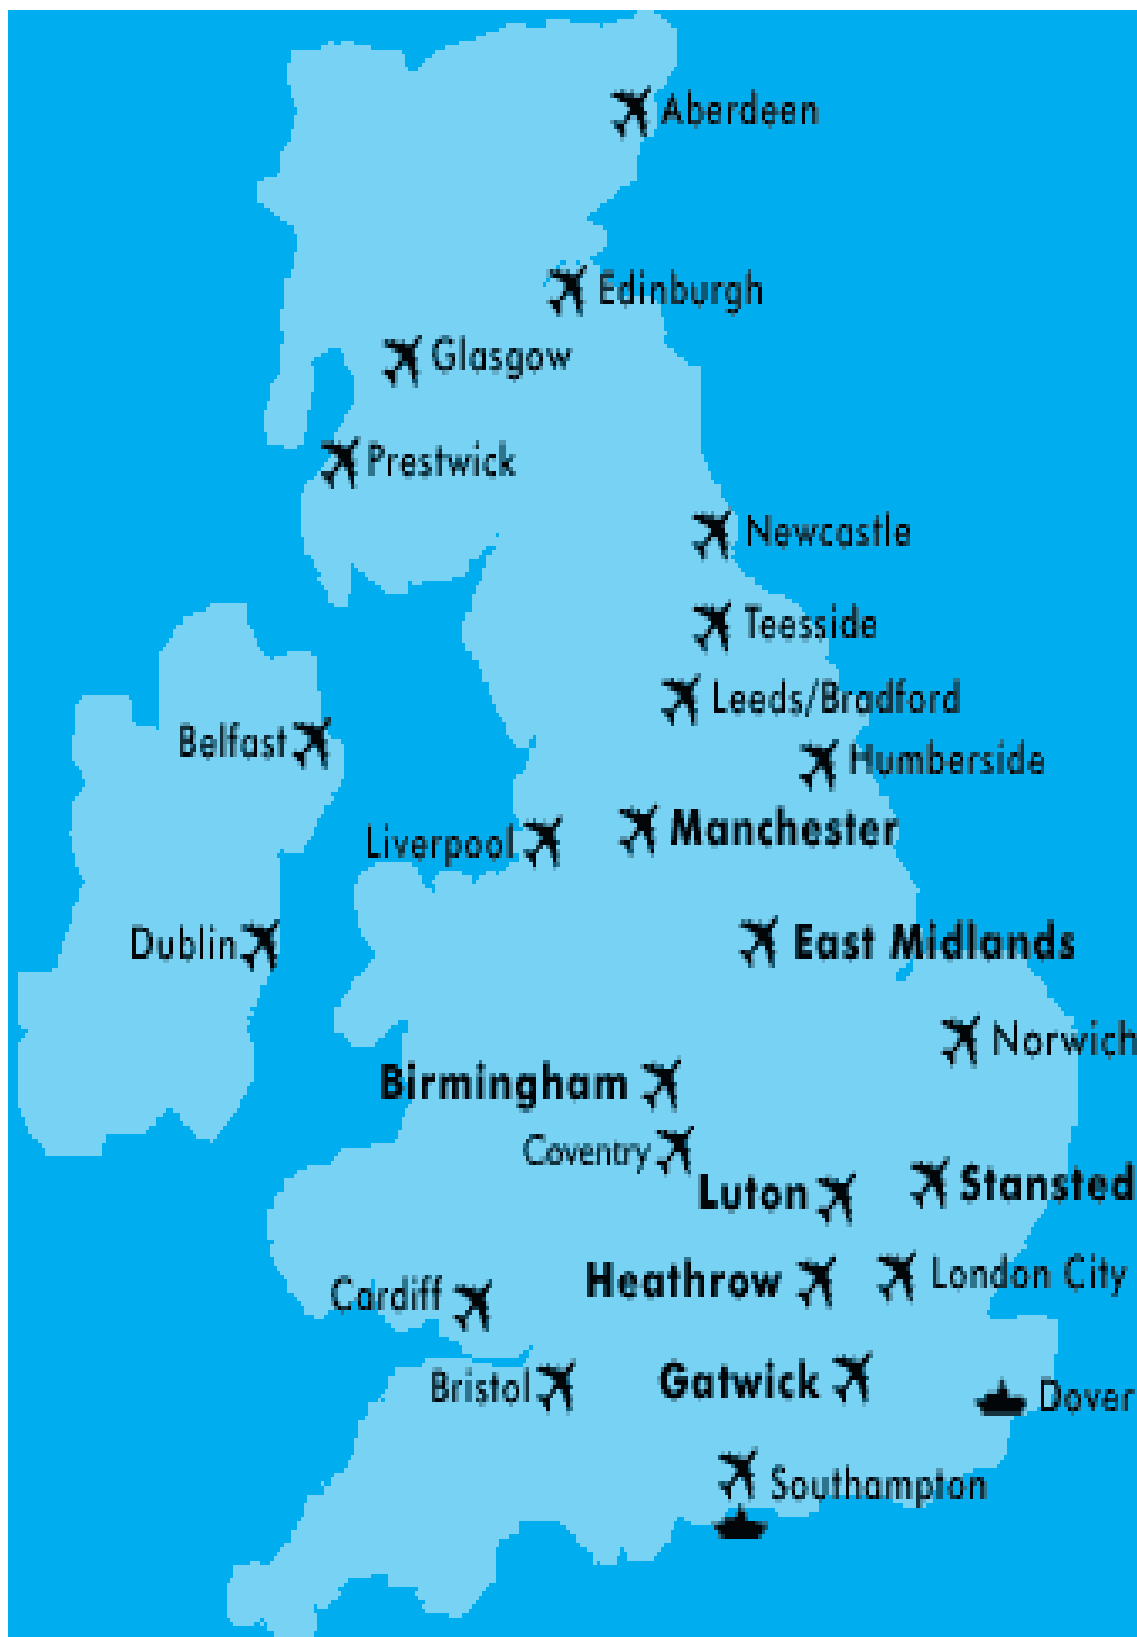 Aberdeen
Edinburgh
Glasgow
Prestwick
Newcastle
Teesside
Leeds/Bradford
Belfast
Humberside
Liverpool
Manchester
Dublin
East Midlands
Norwich
Birmingham
Coventry
Luton
Stansted
Heathrow
London City
Cardiff
Bristol
Gatwick
Dover
Southampton